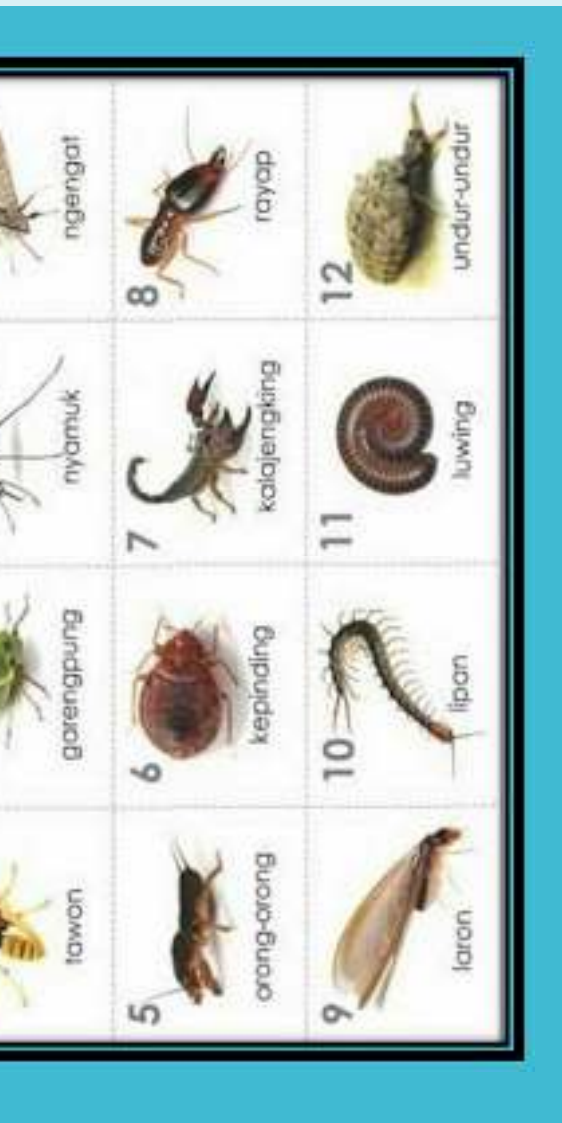 tawon
garengpung
nyamuk
ngengat
5
orong-orong
6
kepinding
7
kalajengking
8
rayap
9
laron
10
lipan
11
luwing
12
undur-undur